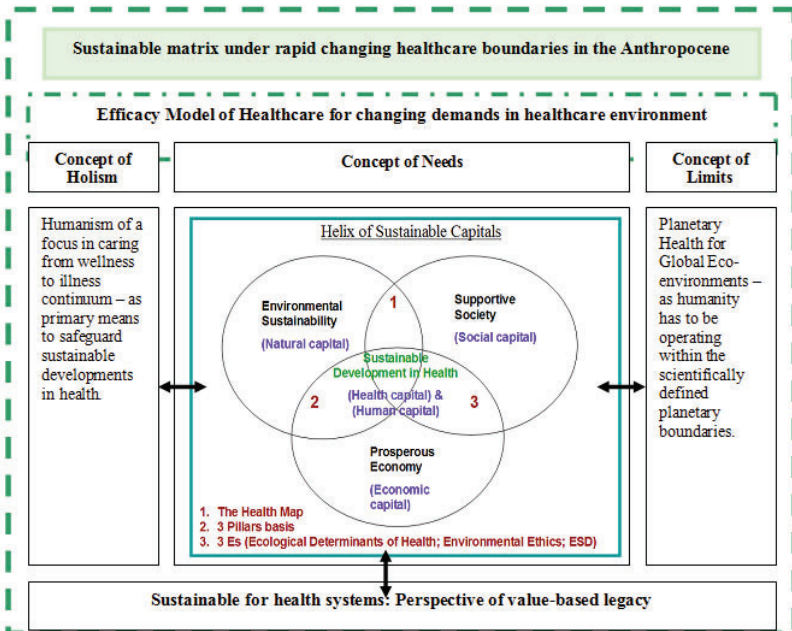 Sustainable matrix under rapid changing healthcare boundaries in the Anthropocene
Efficacy Model of Healthcare for changing demands in healthcare environment
Concept of
Holism
Concept of Needs
Concept of
Limits
Humanism of a
focus in caring
from wellness
to illness
continuum – as
primary means
to safeguard
sustainable
developments
in health.
Helix of Sustainable Capitals
Environmental
Sustainability
(Natural capital)
1
Supportive
Society
(Social capital)
Sustainable
Development in Health
(Health capital) &
(Human capital)
2
3
Prosperous
Economy
(Economic
capital)
1. The Health Map
2. 3 Pillars basis
3. 3 Es (Ecological Determinants of Health; Environmental Ethics; ESD)
Planetary
Health for
Global Eco-
environments –
as humanity
has to be
operating
within the
scientifically
defined
planetary
boundaries.
Sustainable for health systems: Perspective of value-based legacy